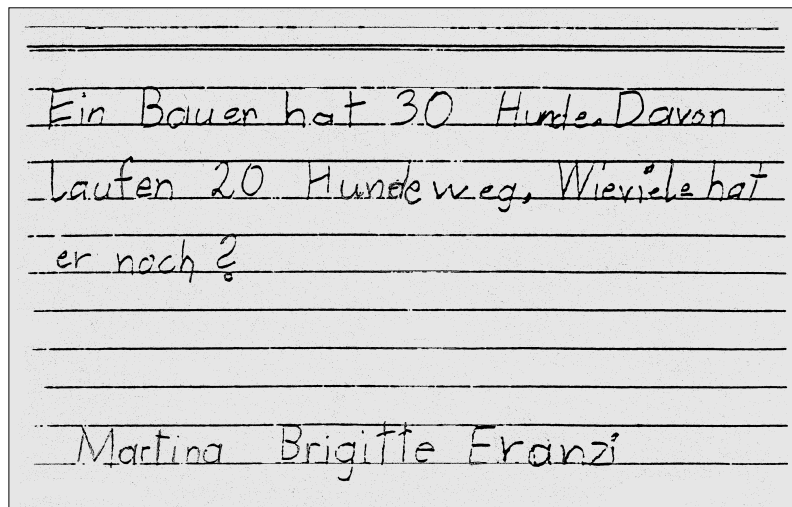 Ein Bauer hat 30 Hunde. Davon
laufen 20 Hunde weg. Wieviele hat
er noch?
Martina Brigitte Franzi